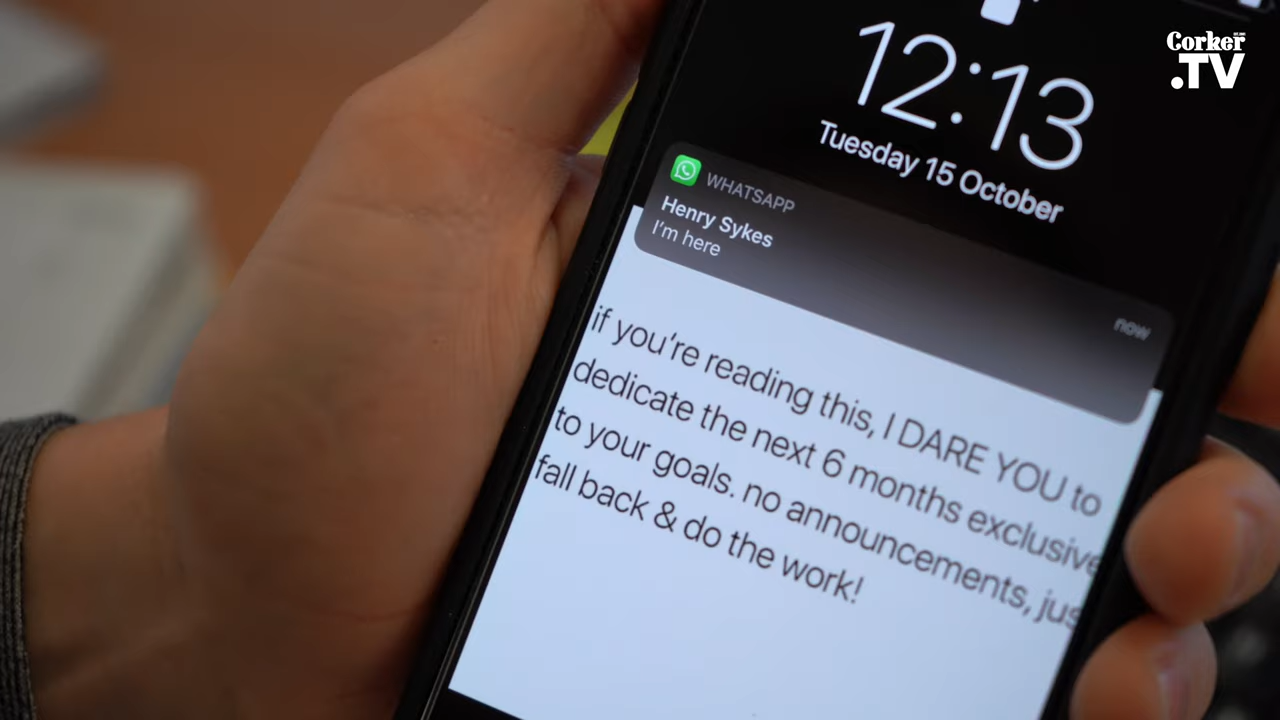 Corker
.TV
12:13
Tuesday 15 October
WHATSAPP
Henry Sykes
I'm here
now
if you're reading this, I DARE YOU to
dedicate the next 6 months exclusive
to your goals. no announcements, jus
fall back & do the work!